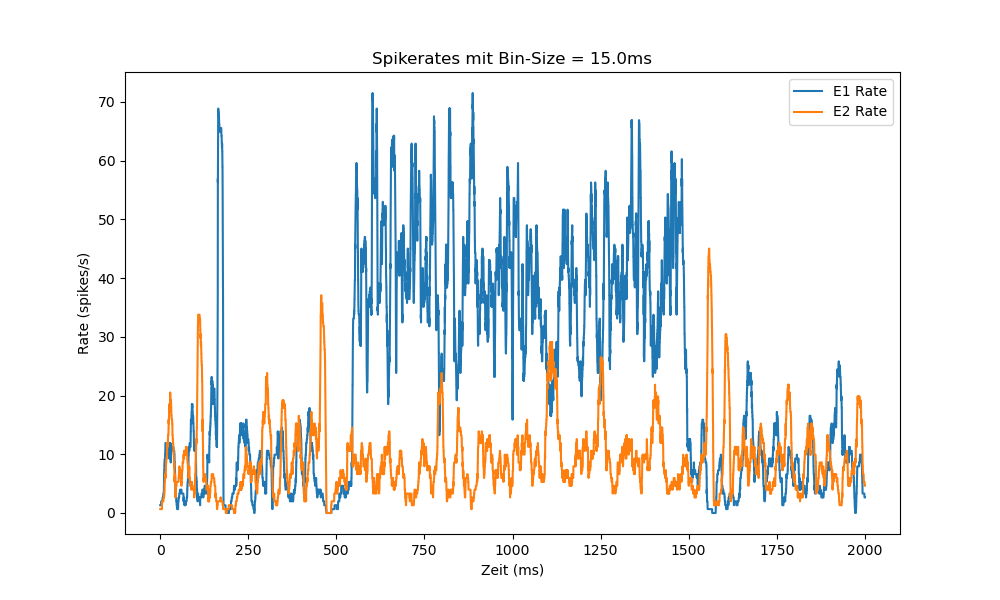 Spikerates mit Bin-Size = 15.0ms
E1 Rate
E2 Rate
70
60
50
40
30
20
10
0
Rate (spikes/s)
0 250 500 750 1000 1250 1500 1750 2000
Zeit (ms)